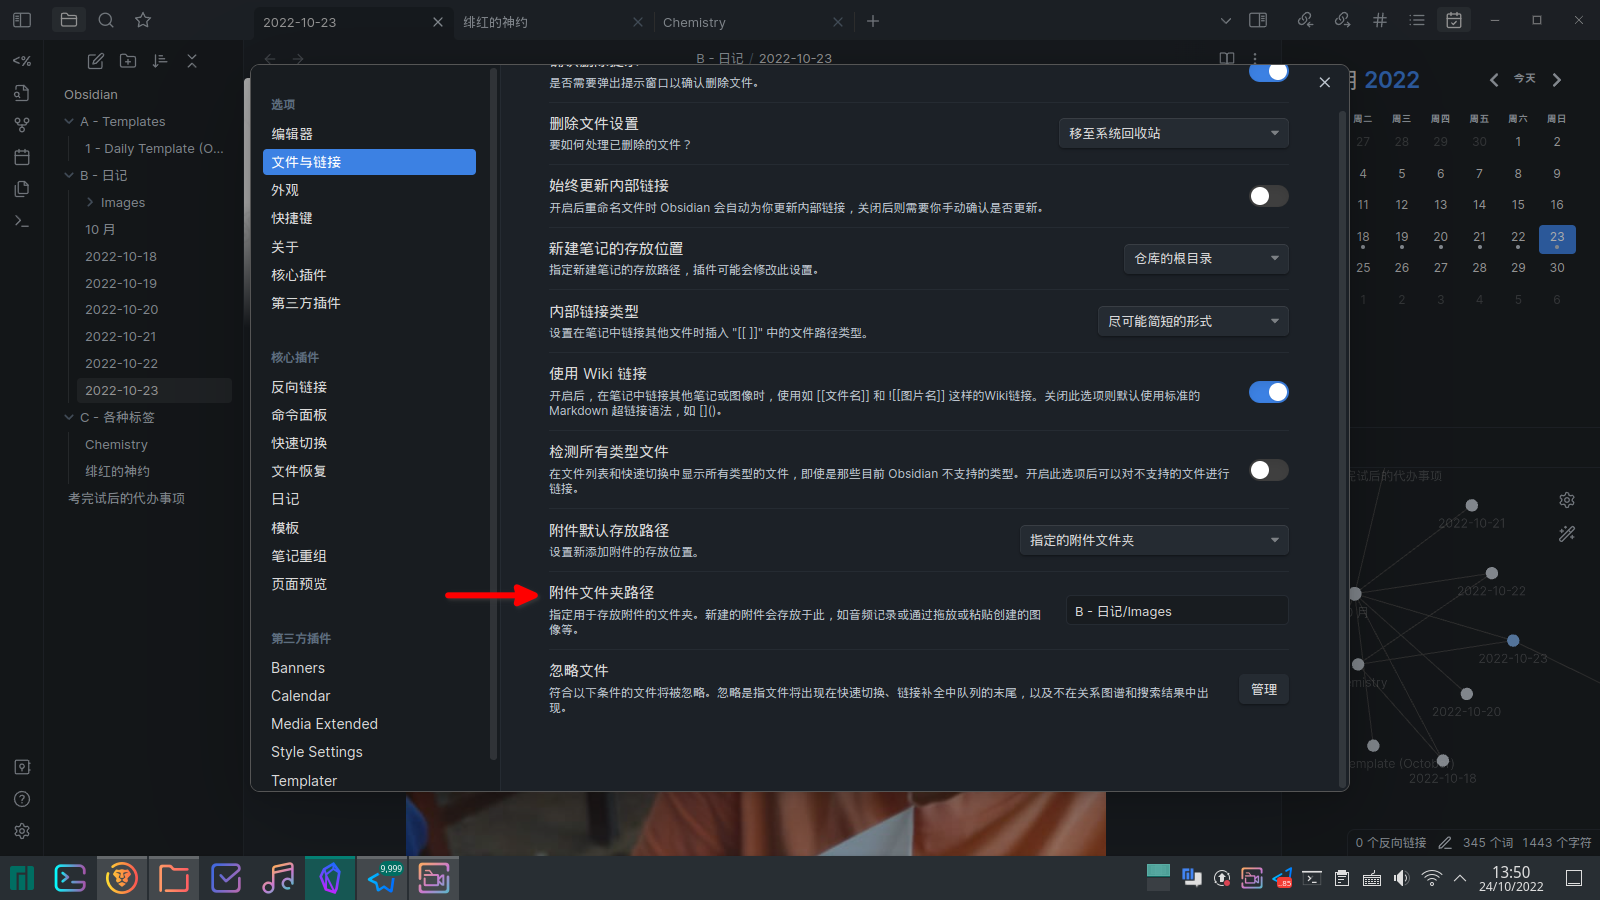 2022-10-23
绯红的神约
Chemistry
B - 日记 / 2022-10-23
Obsidian
A - Templates
1 - Daily Template (O...
B - 日记
Images
10 月
2022-10-18
2022-10-19
2022-10-20
2022-10-21
2022-10-22
2022-10-23
C - 各种标签
Chemistry
绯红的神约
考完试后的代办事项
选项
编辑器
文件与链接
外观
快捷键
关于
核心插件
第三方插件
核心插件
反向链接
命令面板
快速切换
文件恢复
日记
模板
笔记重组
页面预览
第三方插件
Banners
Calendar
Media Extended
Style Settings
Templater
是否需要弹出提示窗口以确认删除文件。
删除文件设置
要如何处理已删除的文件？
移至系统回收站
始终更新内部链接
开启后重命名文件时 Obsidian 会自动为你更新内部链接，关闭后则需要你手动确认是否更新。
新建笔记的存放位置
指定新建笔记的存放路径，插件可能会修改此设置。
仓库的根目录
内部链接类型
设置在笔记中链接其他文件时插入 "[[ ]]" 中的文件路径类型。
尽可能简短的形式
使用 Wiki 链接
开启后，在笔记中链接其他笔记或图像时，使用如 [[文件名]] 和 ![[图片名]] 这样的Wiki链接。关闭此选项则默认使用标准的
Markdown 超链接语法，如 []()。
检测所有类型文件
在文件列表和快速切换中显示所有类型的文件，即使是那些目前 Obsidian 不支持的类型。开启此选项后可以对不支持的文件进行
链接。
附件默认存放路径
设置新添加附件的存放位置。
指定的附件文件夹
附件文件夹路径
指定用于存放附件的文件夹。新建的附件会存放于此，如音频记录或通过拖放或粘贴创建的图
像等。
B - 日记/Images
忽略文件
符合以下条件的文件将被忽略。忽略是指文件将出现在快速切换、链接补全中队列的末尾，以及不在关系图谱和搜索结果中出
现。
管理
月 2022
今天
周二 周三 周四 周五 周六 周日
27 28 29 30 1 2
4 5 6 7 8 9
11 12 13 14 15 16
18 19 20 21 22 23
25 26 27 28 29 30
1 2 3 4 5 6
试后的代办事项
2022-10-21
2022-10-22
月
2022-10-23
mistry
2022-10-20
emplate (October)
2022-10-18
0 个反向链接
345 个词
1443 个字符
9,999
.85
13:50
24/10/2022